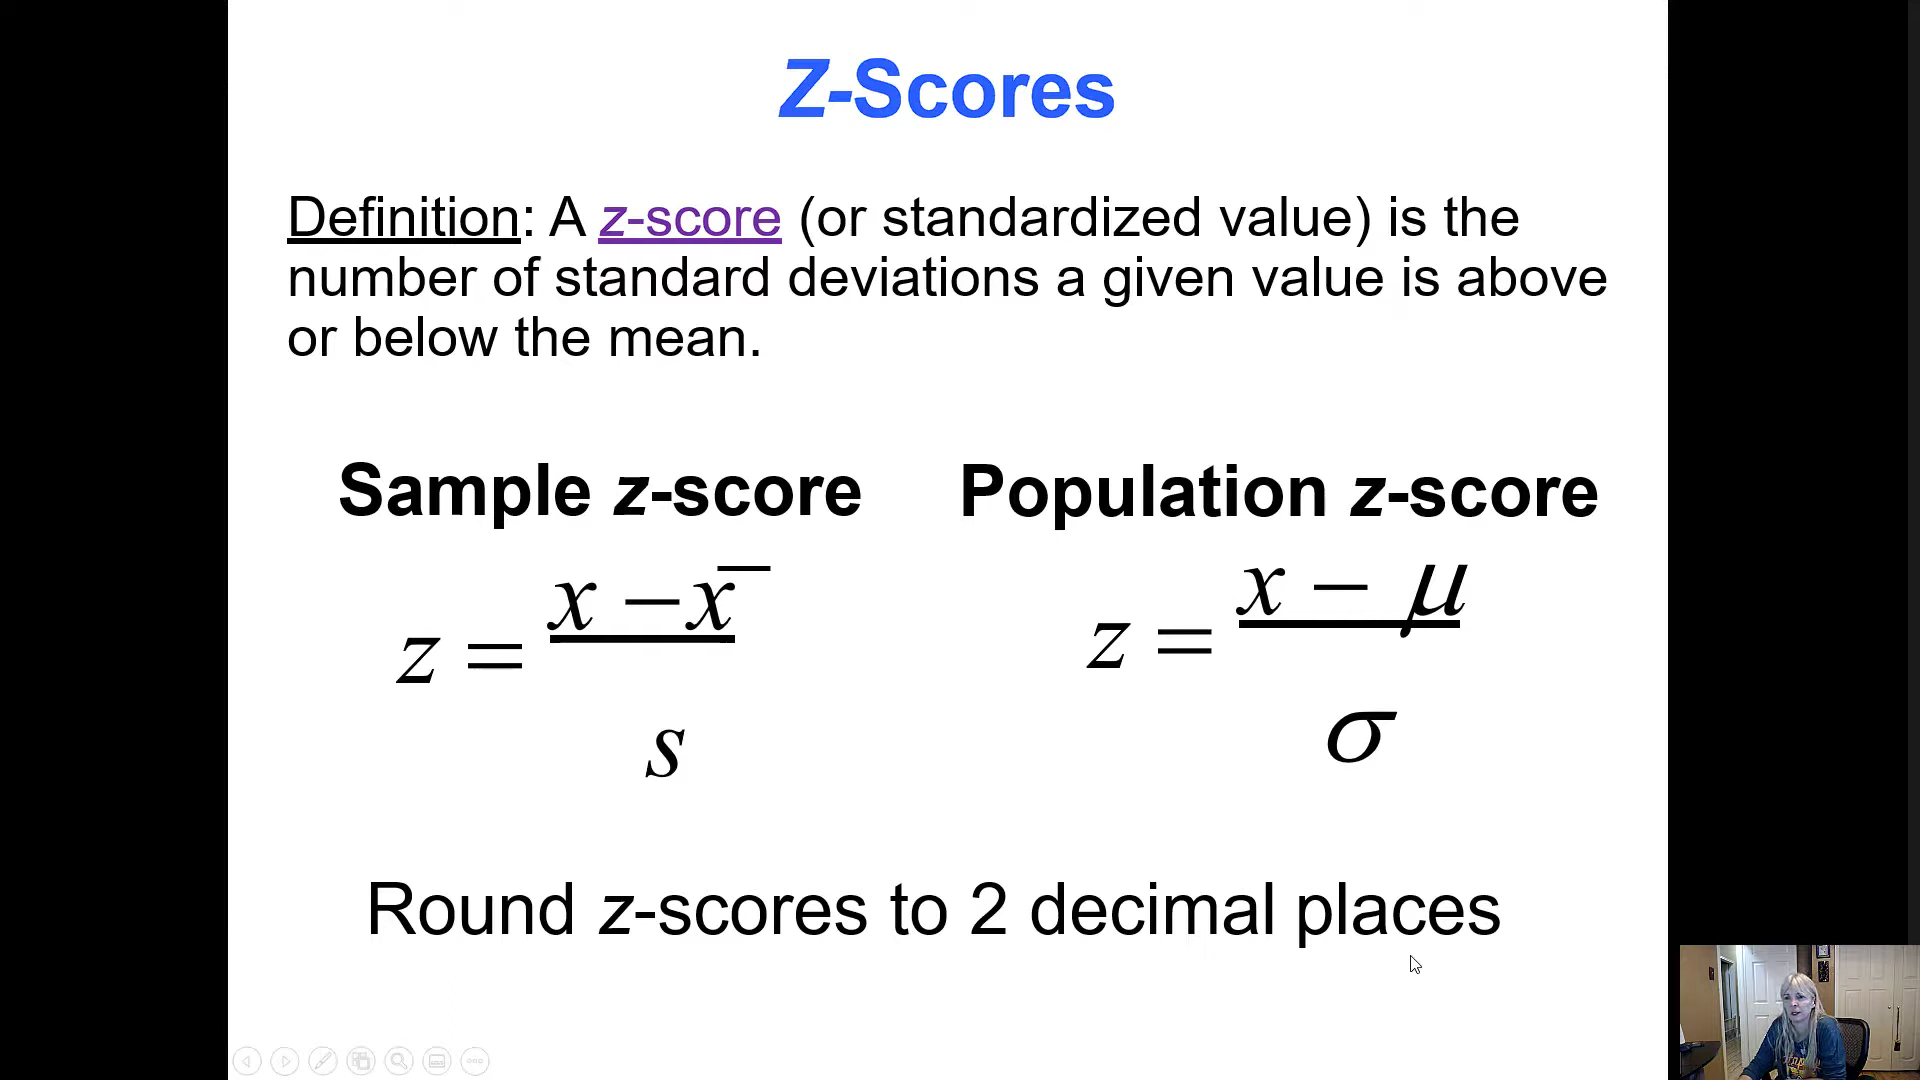 Z-Scores
Definition: A z-score (or standardized value) is the
number of standard deviations a given value is above
or below the mean.
Sample z-score
Population z-score
z = x − x̅ / s
z = x − μ / σ
Round z-scores to 2 decimal places